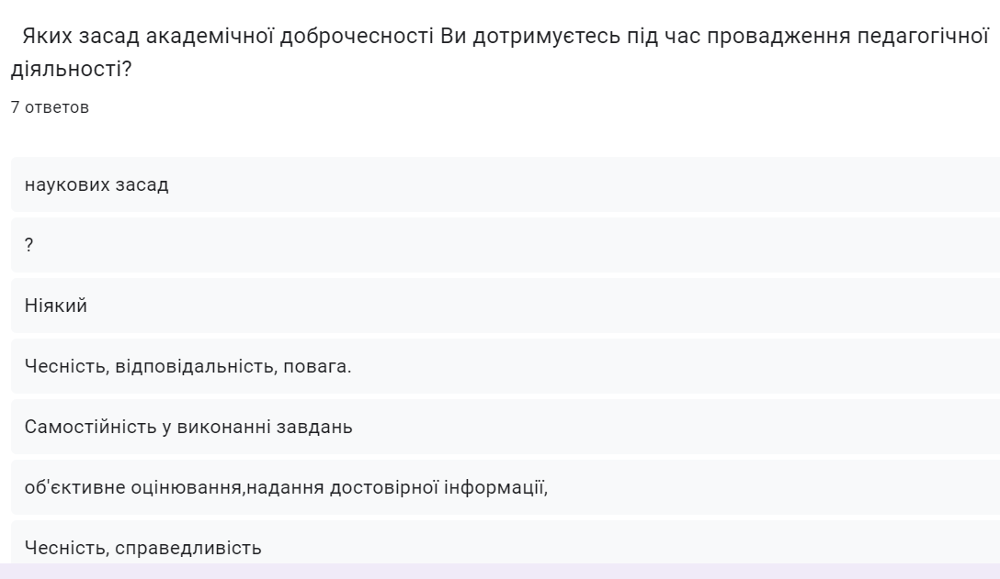 Яких засад академічної доброчесності Ви дотримуєтесь під час провадження педагогічної
діяльності?
7 ответов
наукових засад
?
Ніякий
Чесність, відповідальність, повага.
Самостійність у виконанні завдань
об'єктивне оцінювання,надання достовірної інформації,
Чесність, справедливість